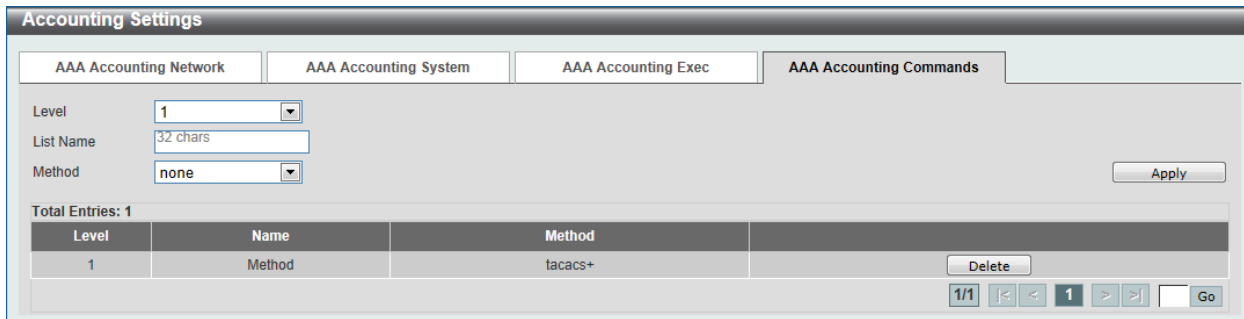 Accounting Settings
AAA Accounting Network AAA Accounting System AAA Accounting Exec AAA Accounting Commands
Level 1
List Name 32 chars
Method none Apply
Total Entries: 1
Level Name Method
1 Method tacacs+ Delete
1/1 |< < 1 > >| Go